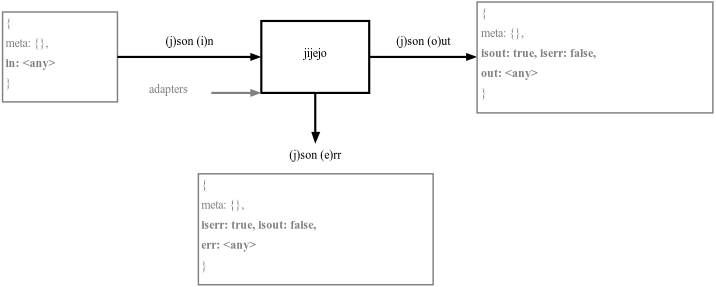 {
meta: {},
in: <any>
}
(j)son (i)n
adapters
jijejo
(j)son (o)ut
{
meta: {},
isout: true, iserr: false,
out: <any>
}
(j)son (e)rr
{
meta: {},
iserr: true, isout: false,
err: <any>
}